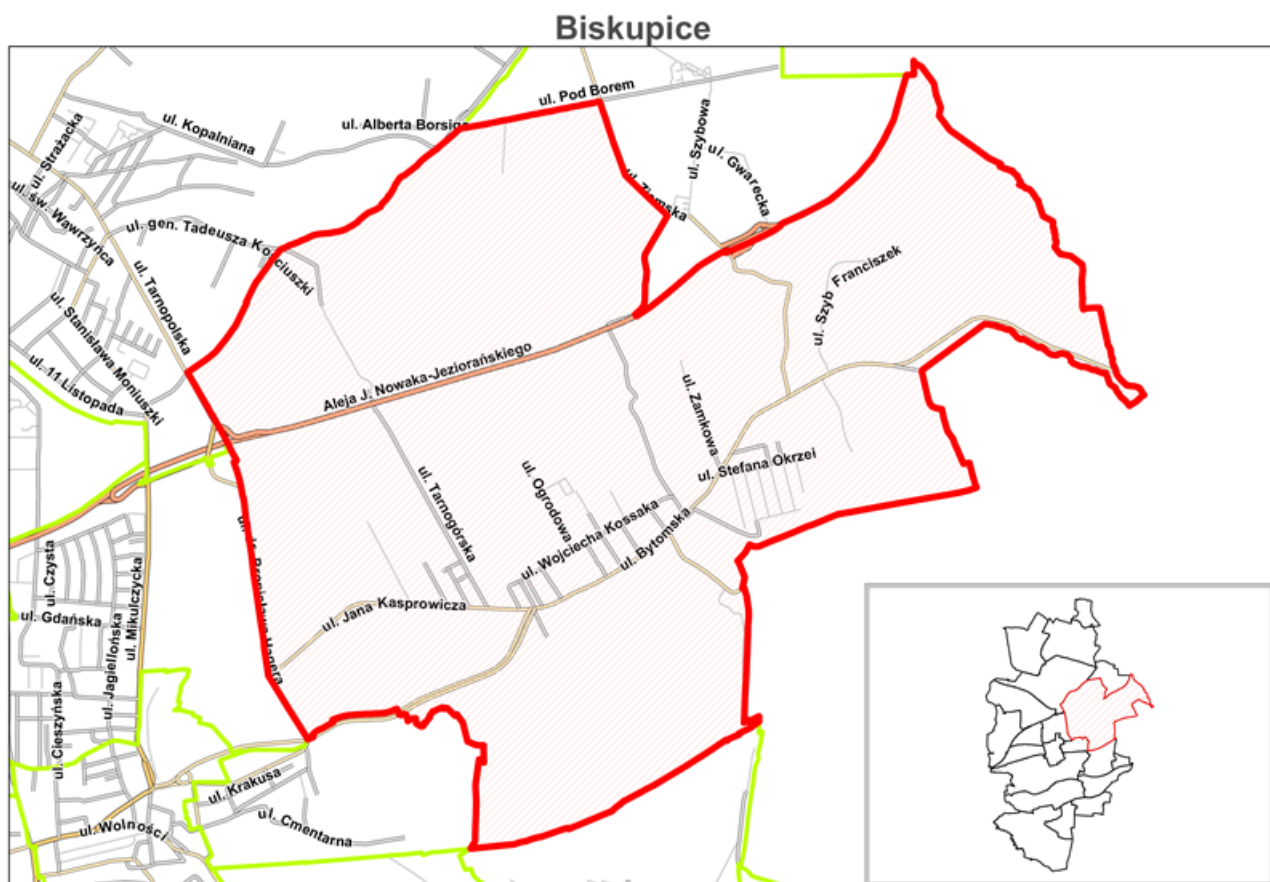 Biskupice
ul. Pod Borem
ul. Kopalniana
ul. Alberta Borsiga
ul. Szybowa
ul. Strażacka
ul. Gwarecka
ul. Ziemska
ul. św. Wawrzyńca
ul. gen. Tadeusza Kościuszki
ul. Tarnopolska
ul. Szyb Franciszek
ul. Stanisława Moniuszki
ul. 11 Listopada
Aleja J. Nowaka-Jeziorańskiego
ul. Zamkowa
ul. Stefana Okrzei
ul. Tarnogórska
ul. Ogrodowa
ul. Wojciecha Kossaka
ul. Bytomska
ul. Czysta
ul. Mikulczycka
ul. Bronisława Hagera
ul. Jana Kasprowicza
ul. Gdańska
ul. Jagiellońska
ul. Cieszyńska
ul. Krakusa
ul. Cmentarna
ul. Wolności